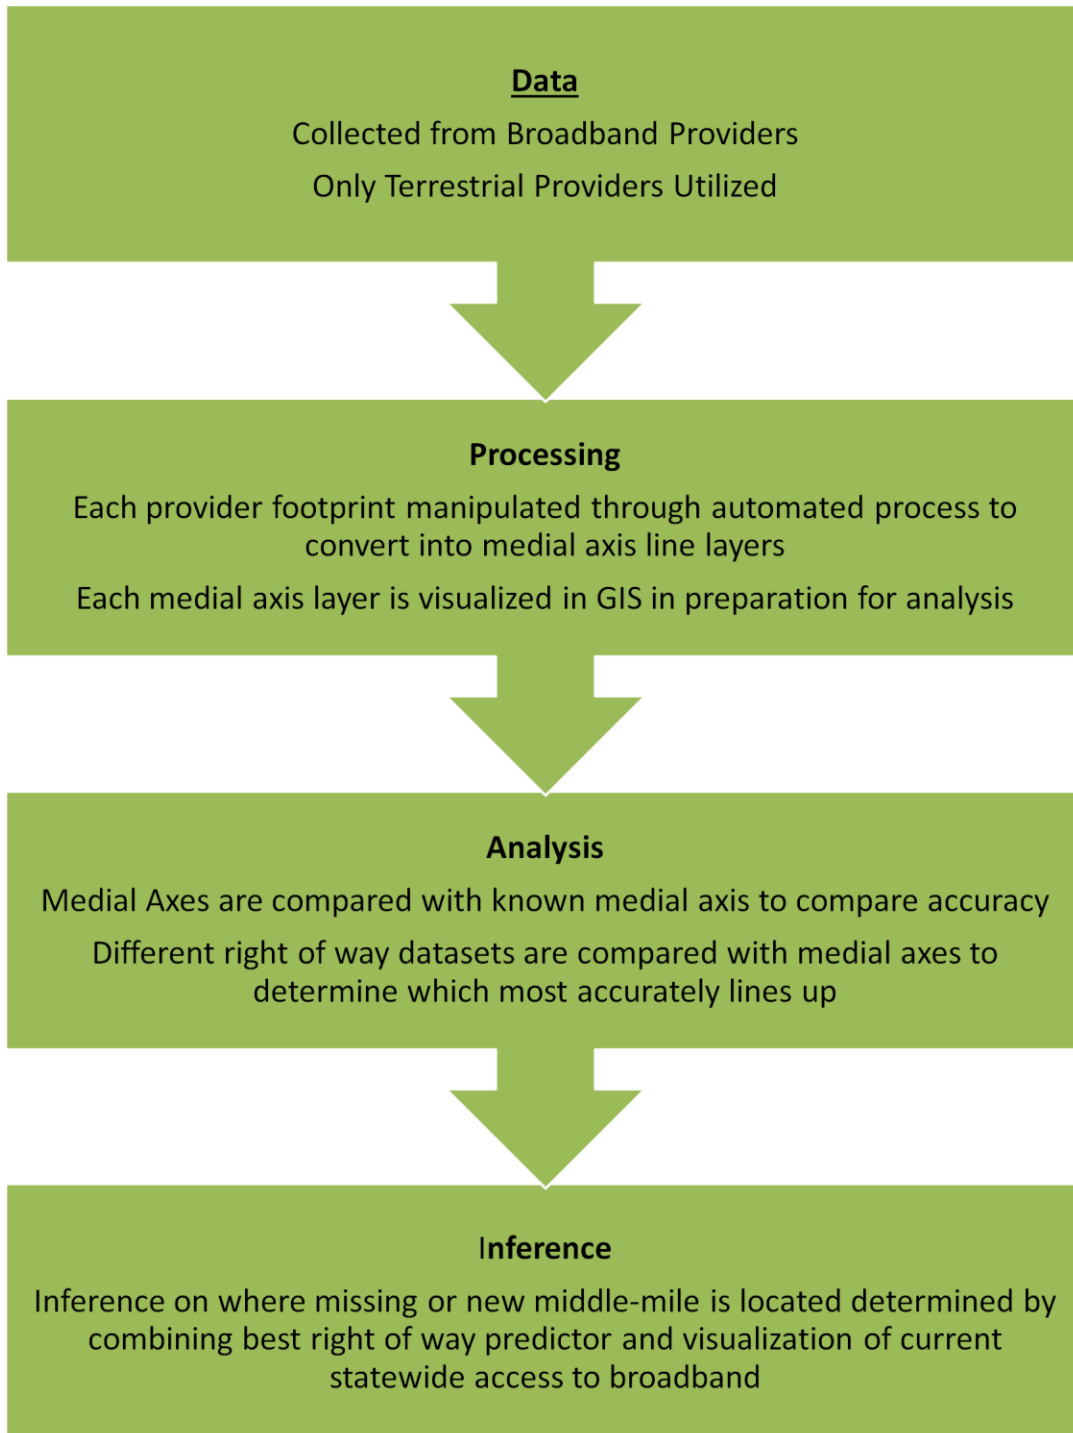 Data
Collected from Broadband Providers
Only Terrestrial Providers Utilized
Processing
Each provider footprint manipulated through automated process to
convert into medial axis line layers
Each medial axis layer is visualized in GIS in preparation for analysis
Analysis
Medial Axes are compared with known medial axis to compare accuracy
Different right of way datasets are compared with medial axes to
determine which most accurately lines up
Inference
Inference on where missing or new middle-mile is located determined by
combining best right of way predictor and visualization of current
statewide access to broadband